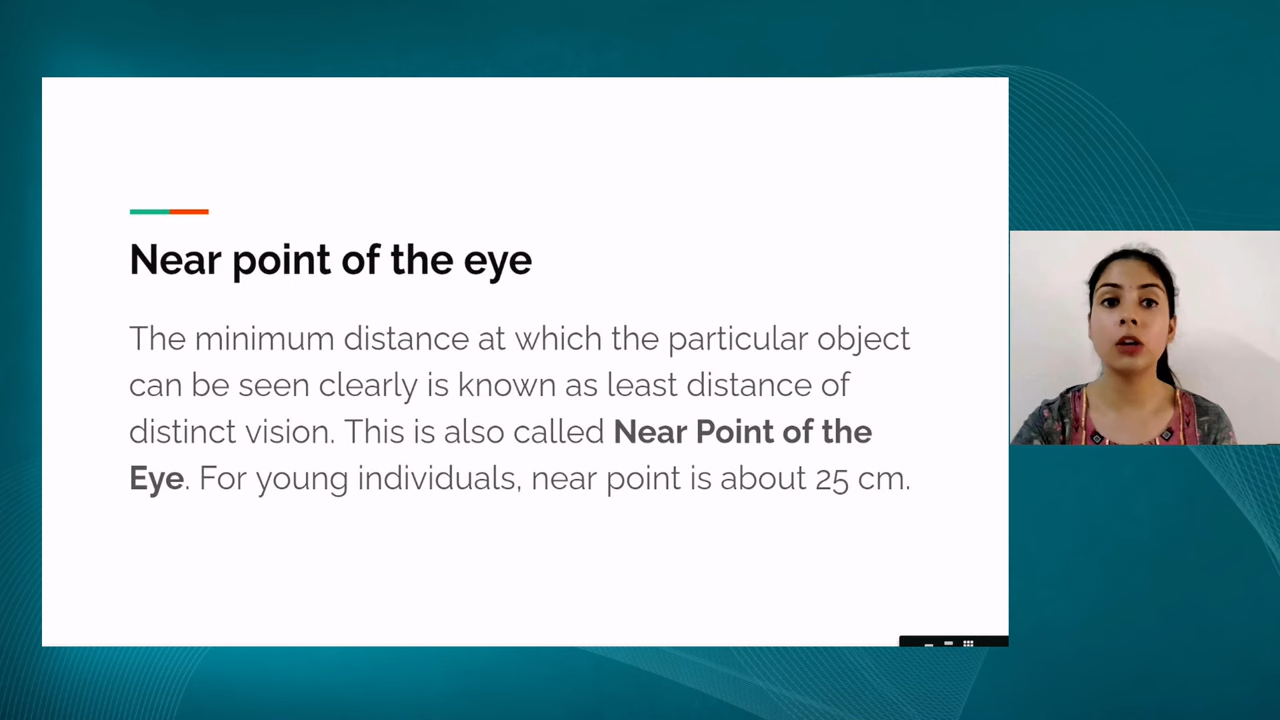 Near point of the eye
The minimum distance at which the particular object
can be seen clearly is known as least distance of
distinct vision. This is also called Near Point of the
Eye. For young individuals, near point is about 25 cm.